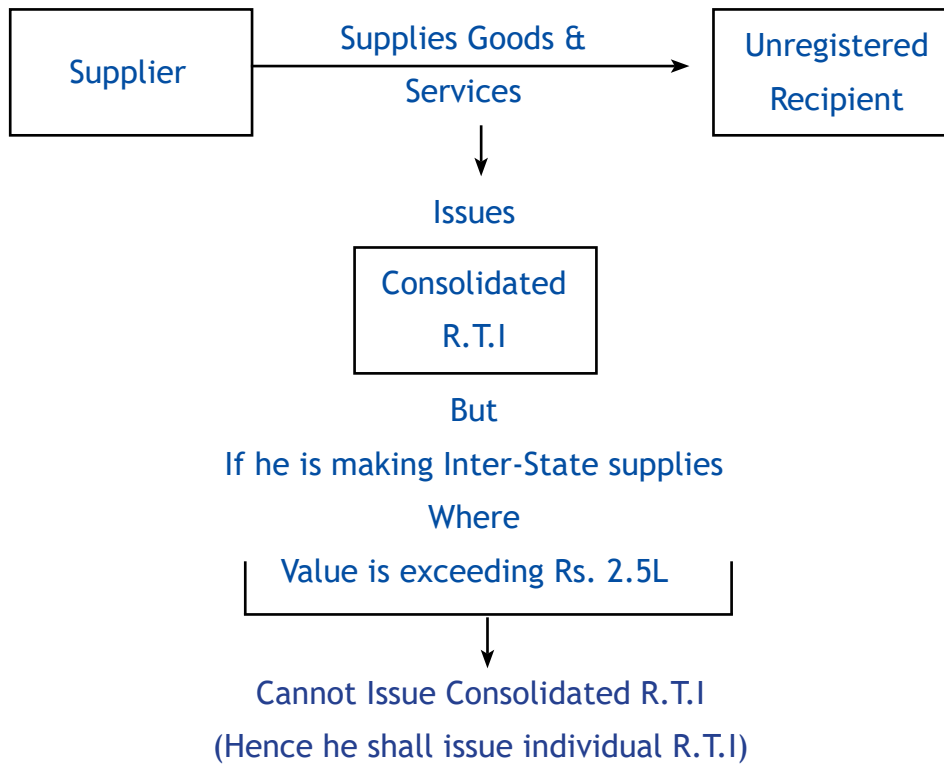 Supplier
Supplies Goods &
Services
Unregistered
Recipient
Issues
Consolidated
R.T.I
But
If he is making Inter-State supplies
Where
Value is exceeding Rs. 2.5L
Cannot Issue Consolidated R.T.I
(Hence he shall issue individual R.T.I)